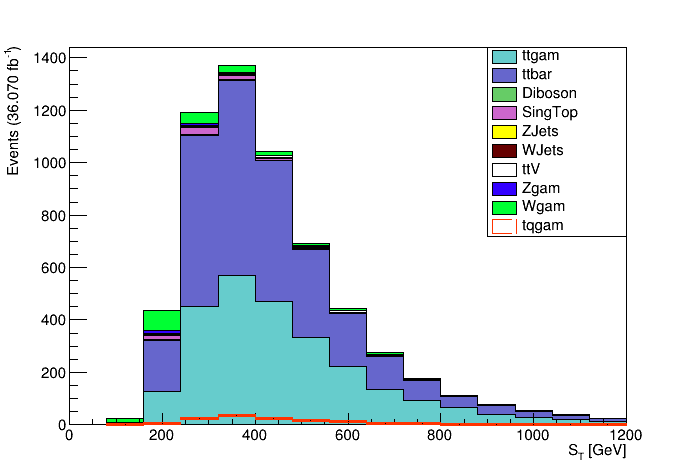 Events (36.070 fb⁻¹)
1400
1200
1000
800
600
400
200
0
ttgam
ttbar
Diboson
SingTop
ZJets
WJets
ttV
Zgam
Wgam
tqgam
0 200 400 600 800 1000 1200
S_T [GeV]